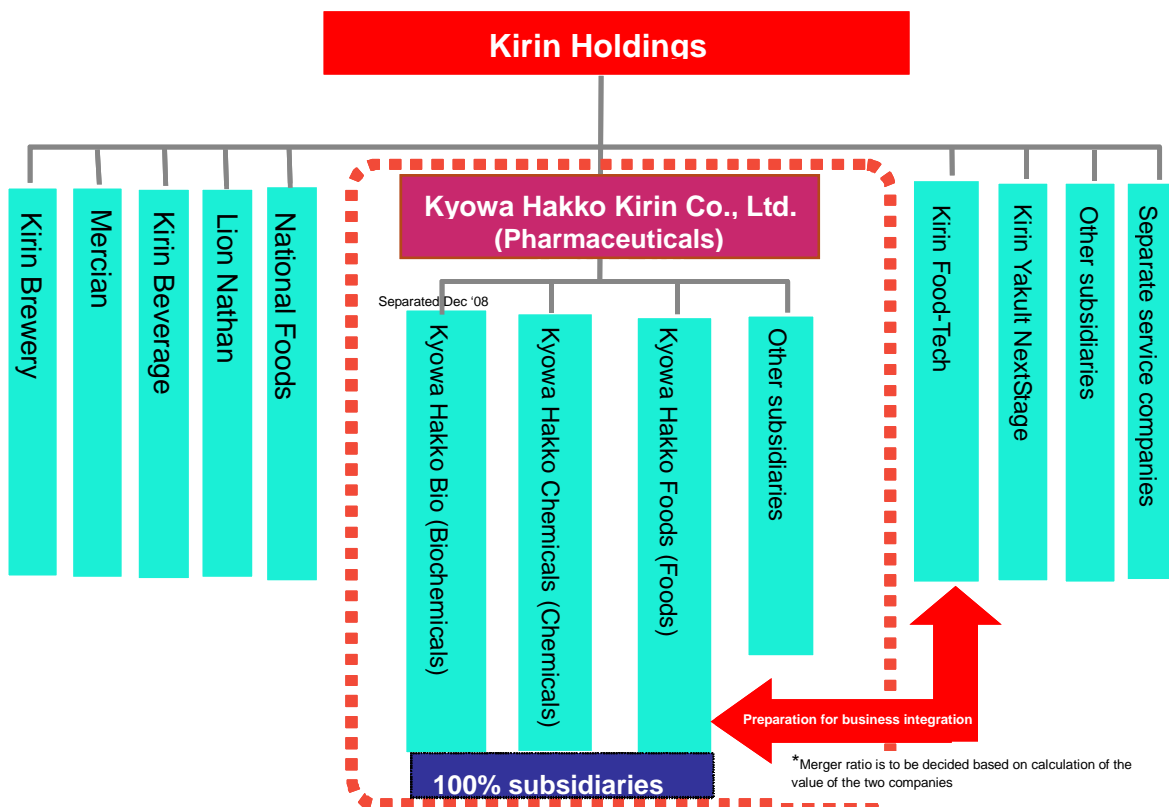 Kirin Holdings
Kyowa Hakko Kirin Co., Ltd.
(Pharmaceuticals)
Kirin Brewery
Mercian
Kirin Beverage
Lion Nathan
National Foods
Separated Dec ‘08
Kyowa Hakko Bio (Biochemicals)
Kyowa Hakko Chemicals (Chemicals)
Kyowa Hakko Foods (Foods)
Other subsidiaries
Kirin Food-Tech
Kirin Yakult NextStage
Other subsidiaries
Separate service companies
Preparation for business integration
100% subsidiaries
*Merger ratio is to be decided based on calculation of the
value of the two companies